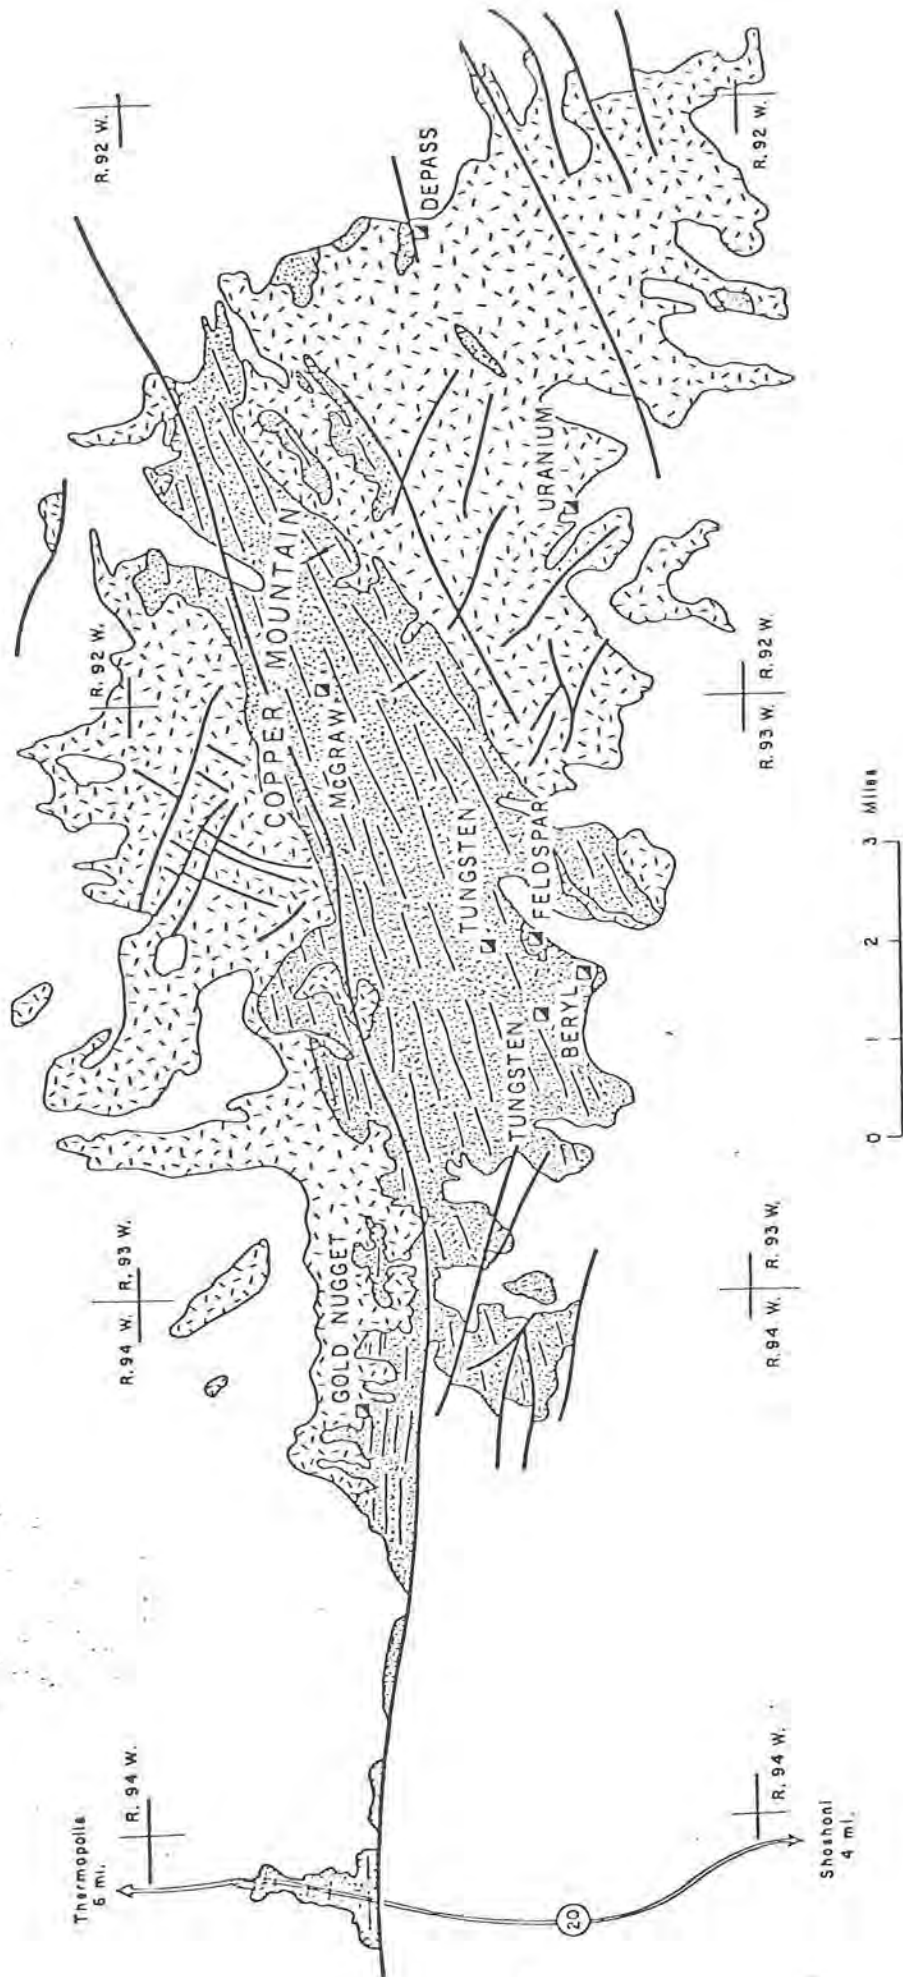 Thermopolis
6 mi.
R. 94 W.
R. 94 W. R. 93 W.
R. 92 W.
R. 92 W.
GOLD NUGGET
COPPER MOUNTAIN
McGRAW
DEPASS
TUNGSTEN
TUNGSTEN
FELDSPAR
BERYL
URANIUM
20
Shoshoni
4 mi.
R. 94 W.
R. 94 W. R. 93 W.
R. 93 W. R. 92 W.
R. 92 W.
0 1 2 3 Miles